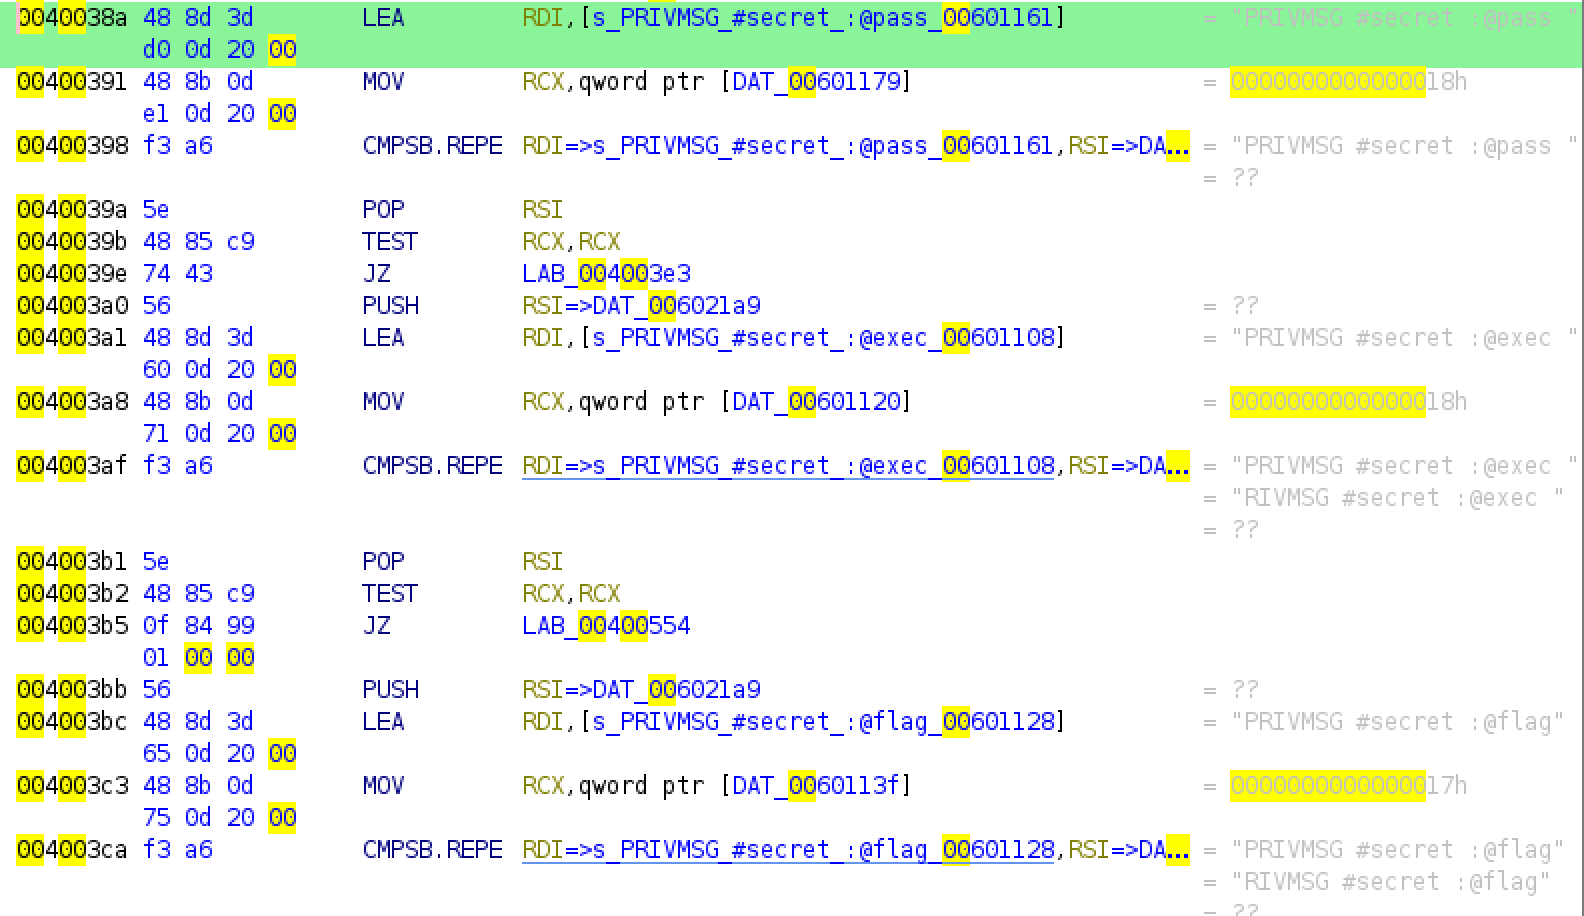 0040038a 48 8d 3d LEA RDI,[s_PRIVMSG_#secret_:@pass_00601161] = "PRIVMSG #secret :@pass "
d0 0d 20 00
00400391 48 8b 0d MOV RCX,qword ptr [DAT_00601179] = 0000000000000018h
e1 0d 20 00
00400398 f3 a6 CMPSB.REPE RDI=>s_PRIVMSG_#secret_:@pass_00601161,RSI=>DA... = "PRIVMSG #secret :@pass "
= ??
0040039a 5e POP RSI
0040039b 48 85 c9 TEST RCX,RCX
0040039e 74 43 JZ LAB_004003e3
004003a0 56 PUSH RSI=>DAT_006021a9 = ??
004003a1 48 8d 3d LEA RDI,[s_PRIVMSG_#secret_:@exec_00601108] = "PRIVMSG #secret :@exec "
60 0d 20 00
004003a8 48 8b 0d MOV RCX,qword ptr [DAT_00601120] = 0000000000000018h
71 0d 20 00
004003af f3 a6 CMPSB.REPE RDI=>s_PRIVMSG_#secret_:@exec_00601108,RSI=>DA... = "PRIVMSG #secret :@exec "
= "RIVMSG #secret :@exec "
= ??
004003b1 5e POP RSI
004003b2 48 85 c9 TEST RCX,RCX
004003b5 0f 84 99 JZ LAB_00400554
01 00 00
004003bb 56 PUSH RSI=>DAT_006021a9 = ??
004003bc 48 8d 3d LEA RDI,[s_PRIVMSG_#secret_:@flag_00601128] = "PRIVMSG #secret :@flag"
65 0d 20 00
004003c3 48 8b 0d MOV RCX,qword ptr [DAT_0060113f] = 0000000000000017h
75 0d 20 00
004003ca f3 a6 CMPSB.REPE RDI=>s_PRIVMSG_#secret_:@flag_00601128,RSI=>DA... = "PRIVMSG #secret :@flag"
= "RIVMSG #secret :@flag"
= ??